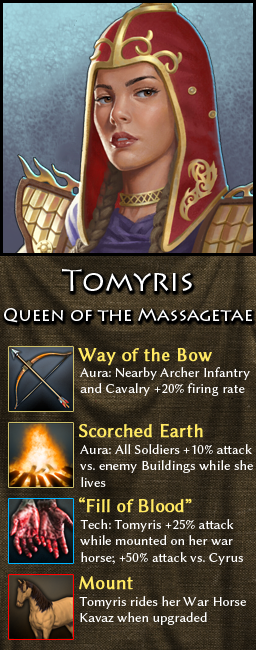 Tomyris
Queen of the Massagetae
Way of the Bow
Aura: Nearby Archer Infantry
and Cavalry +20% firing rate
Scorched Earth
Aura: All Soldiers +10% attack
vs. enemy Buildings while she
lives
“Fill of Blood”
Tech: Tomyris +25% attack
while mounted on her war
horse; +50% attack vs. Cyrus
Mount
Tomyris rides her War Horse
Kavaz when upgraded